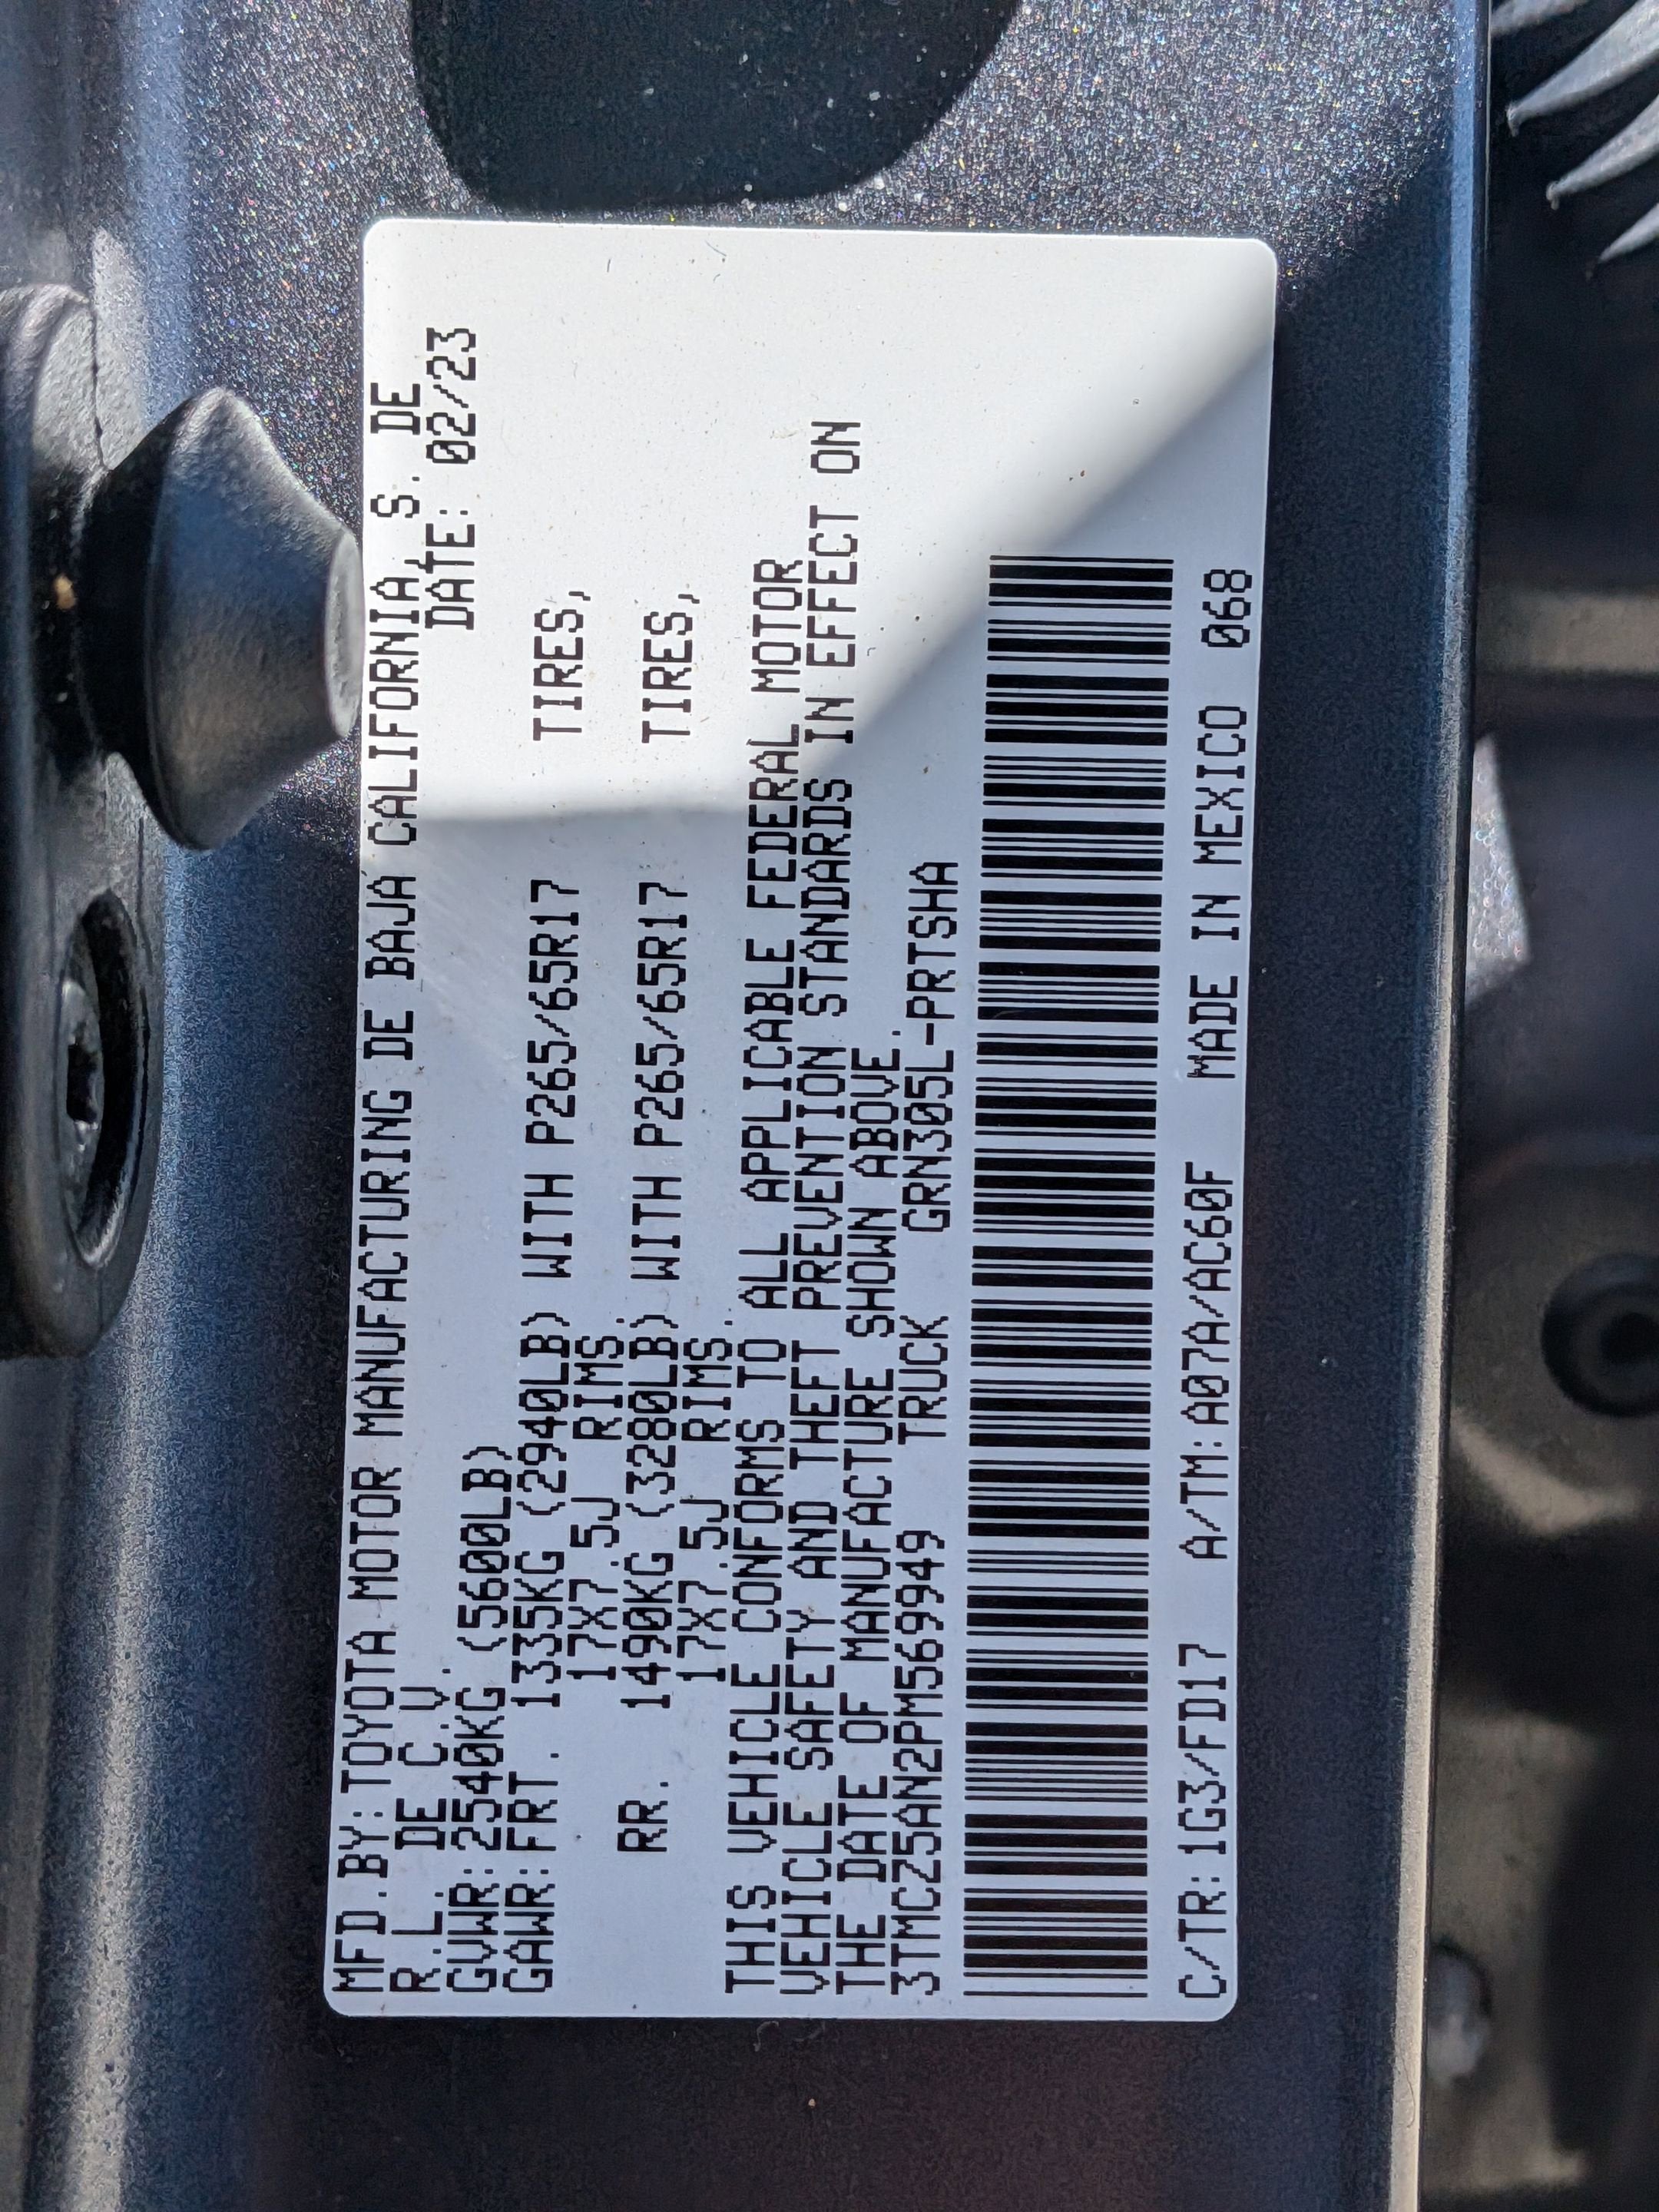 MFD.BY:TOYOTA MOTOR MANUFACTURING DE BAJA CALIFORNIA, S. DE
R.L. DE C.V. DATE: 02/23
GVWR:2540KG (5600LB)
GAWR:FRT. 1335KG (2940LB) WITH P265/65R17 TIRES,
17X7.5J RIMS.
RR. 1490KG (3280LB) WITH P265/65R17 TIRES,
17X7.5J RIMS.
THIS VEHICLE CONFORMS TO ALL APPLICABLE FEDERAL MOTOR
VEHICLE SAFETY AND THEFT PREVENTION STANDARDS IN EFFECT ON
THE DATE OF MANUFACTURE SHOWN ABOVE.
3TMCZ5AN2PM569949 TRUCK GRN305L-PRTSHA
C/TR:1G3/FD17 A/TM:A07A/AC60F MADE IN MEXICO 068